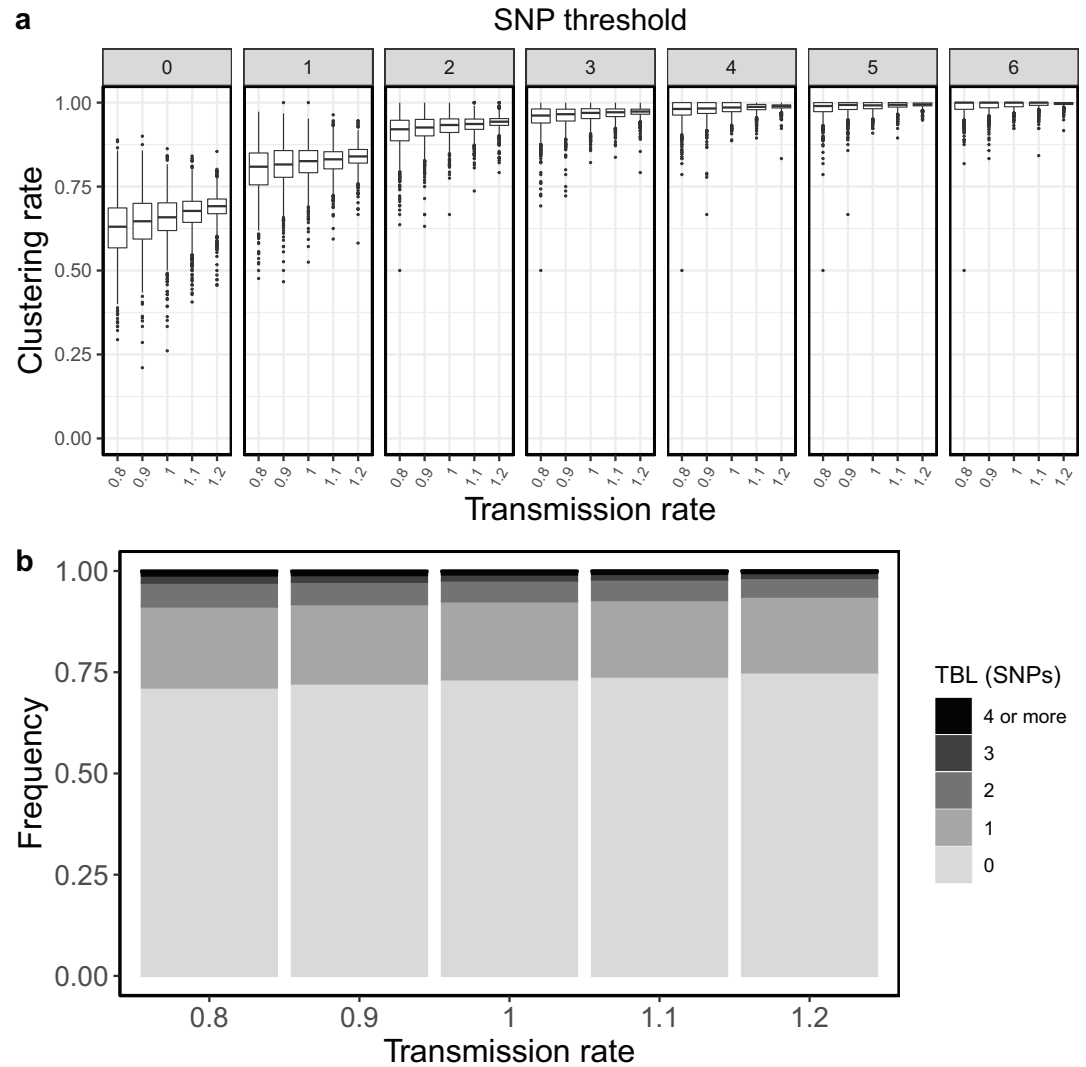 a
SNP threshold
0 1 2 3 4 5 6
Clustering rate
1.00
0.75
0.50
0.25
0.00
0.8 0.9 1 1.1 1.2 0.8 0.9 1 1.1 1.2 0.8 0.9 1 1.1 1.2 0.8 0.9 1 1.1 1.2 0.8 0.9 1 1.1 1.2 0.8 0.9 1 1.1 1.2 0.8 0.9 1 1.1 1.2
Transmission rate
b
Frequency
1.00
0.75
0.50
0.25
0.00
0.8 0.9 1 1.1 1.2
Transmission rate
TBL (SNPs)
4 or more
3
2
1
0